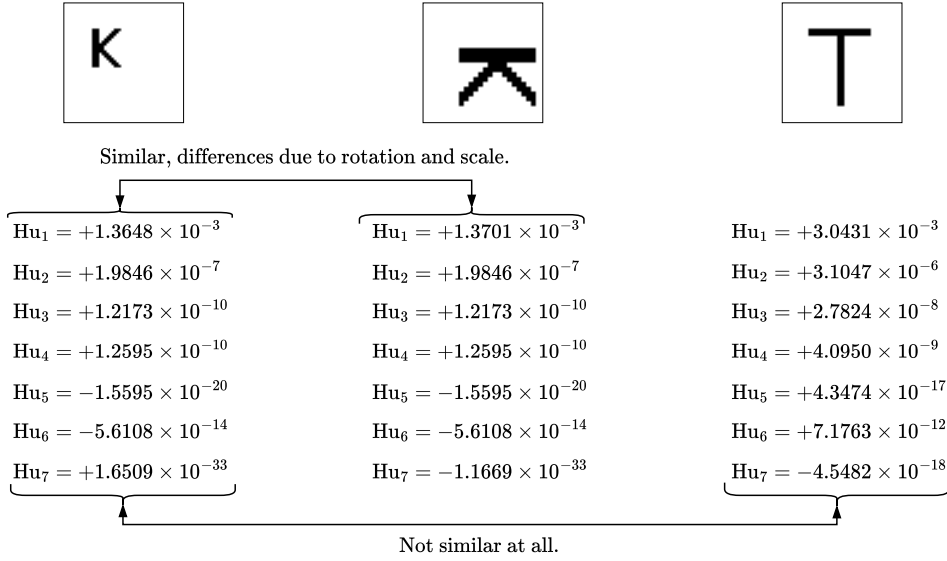 K K T
Similar, differences due to rotation and scale.
Hu₁ = +1.3648 × 10⁻³ Hu₁ = +1.3701 × 10⁻³ Hu₁ = +3.0431 × 10⁻³
Hu₂ = +1.9846 × 10⁻⁷ Hu₂ = +1.9846 × 10⁻⁷ Hu₂ = +3.1047 × 10⁻⁶
Hu₃ = +1.2173 × 10⁻¹⁰ Hu₃ = +1.2173 × 10⁻¹⁰ Hu₃ = +2.7824 × 10⁻⁸
Hu₄ = +1.2595 × 10⁻¹⁰ Hu₄ = +1.2595 × 10⁻¹⁰ Hu₄ = +4.0950 × 10⁻⁹
Hu₅ = −1.5595 × 10⁻²⁰ Hu₅ = −1.5595 × 10⁻²⁰ Hu₅ = +4.3474 × 10⁻¹⁷
Hu₆ = −5.6108 × 10⁻¹⁴ Hu₆ = −5.6108 × 10⁻¹⁴ Hu₆ = +7.1763 × 10⁻¹²
Hu₇ = +1.6509 × 10⁻³³ Hu₇ = −1.1669 × 10⁻³³ Hu₇ = −4.5482 × 10⁻¹⁸
Not similar at all.